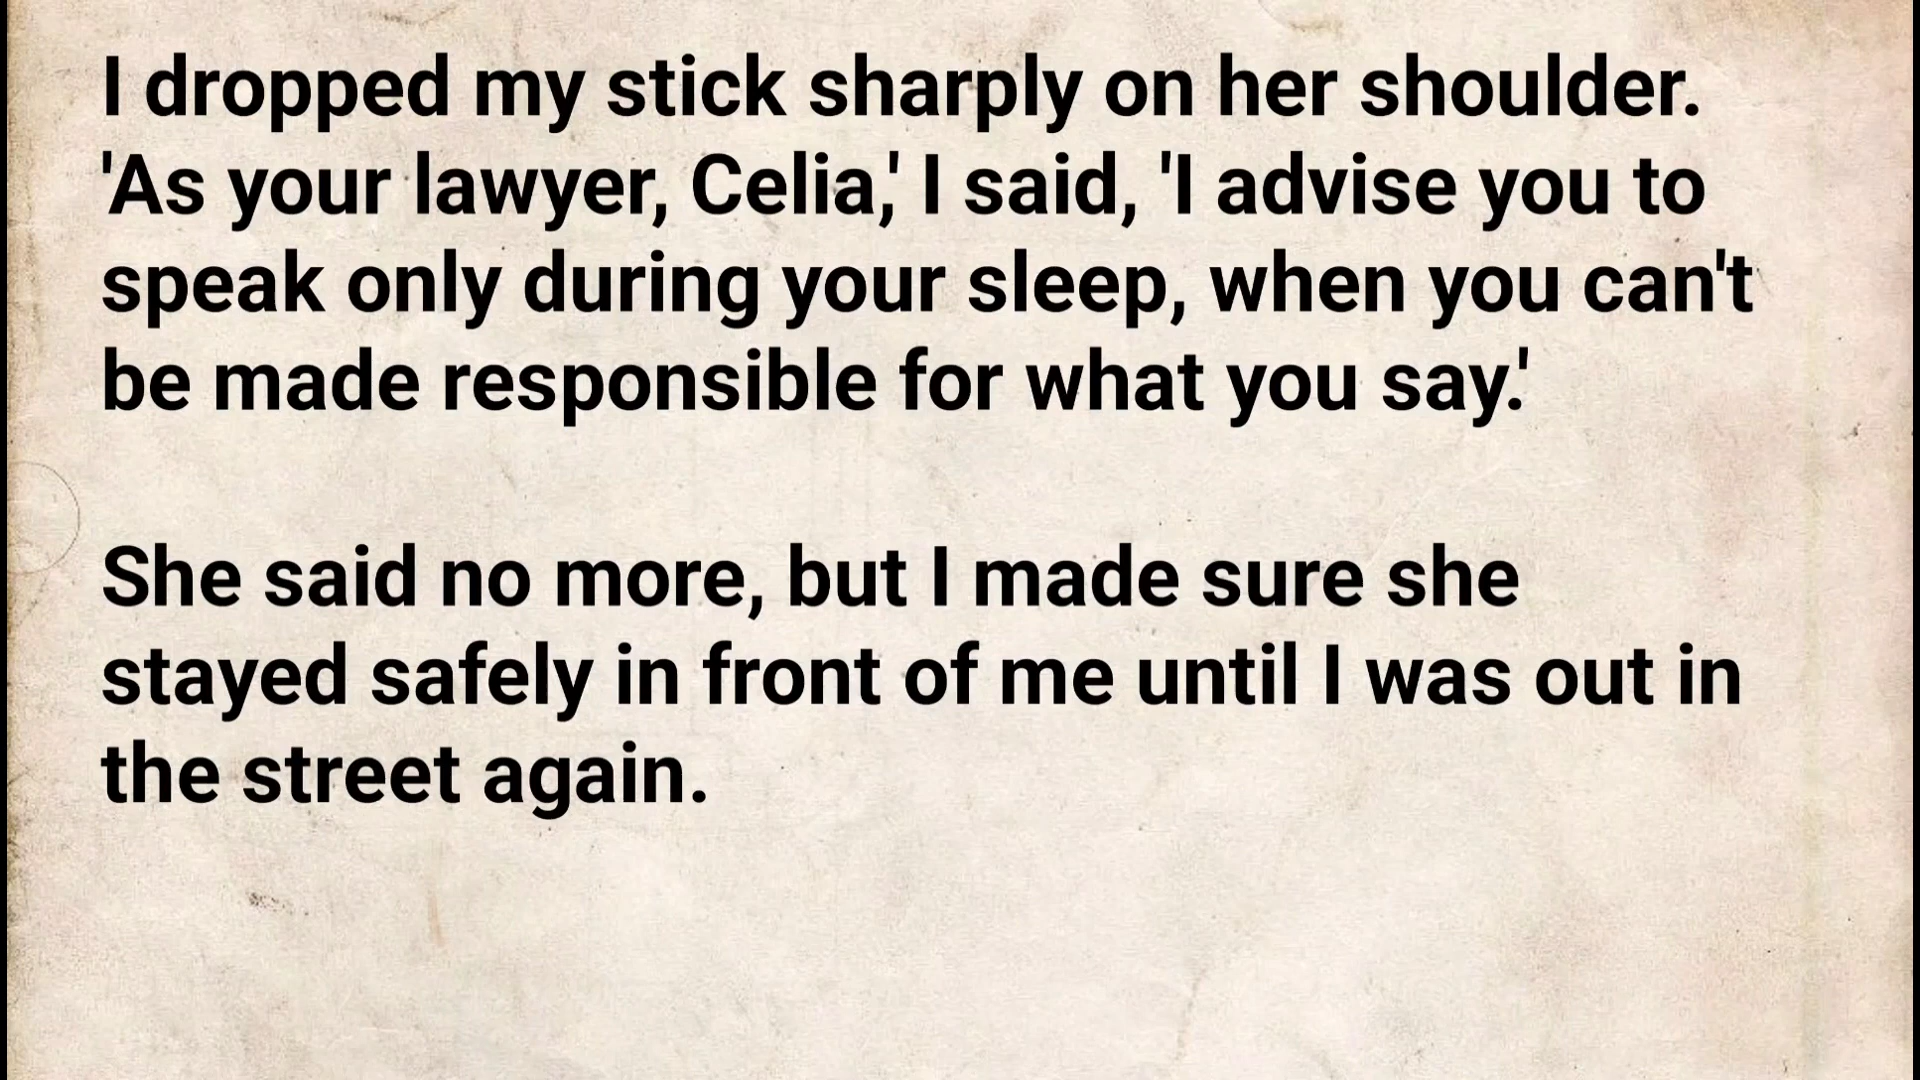 I dropped my stick sharply on her shoulder.
'As your lawyer, Celia,' I said, 'I advise you to
speak only during your sleep, when you can't
be made responsible for what you say.'
She said no more, but I made sure she
stayed safely in front of me until I was out in
the street again.